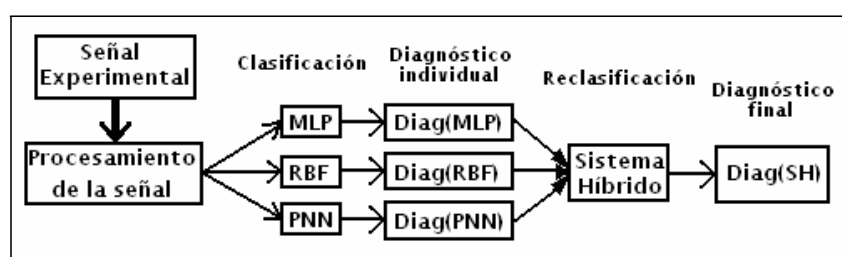 Señal
Experimental
Procesamiento
de la señal
Clasificación
MLP
RBF
PNN
Diagnóstico
individual
Diag(MLP)
Diag(RBF)
Diag(PNN)
Reclasificación
Sistema
Híbrido
Diagnóstico
final
Diag(SH)